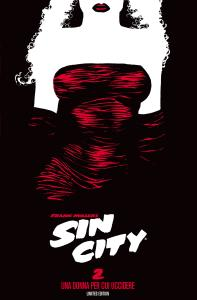 FRANK MILLER'S
SIN
CITY
2
UNA DONNA PER CUI UCCIDERE
LIMITED EDITION